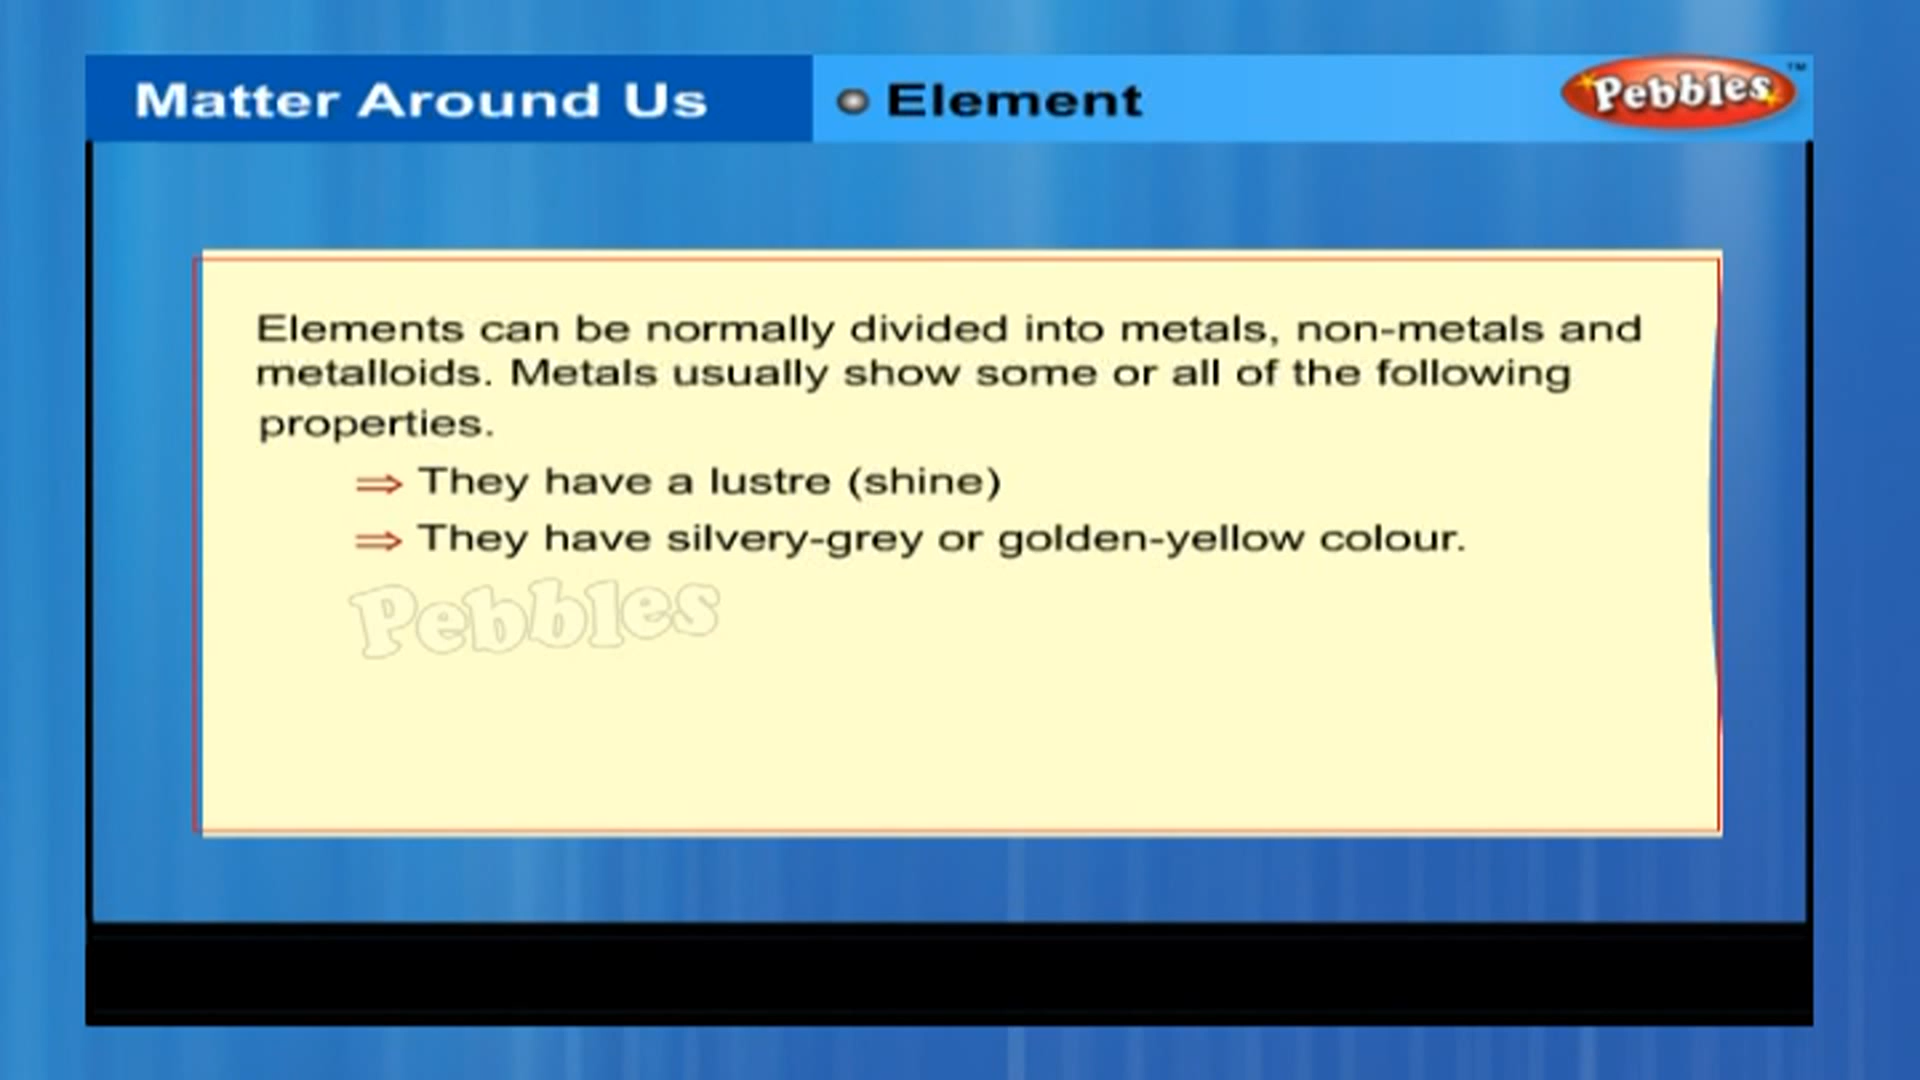 Matter Around Us
Element
Pebbles™
Elements can be normally divided into metals, non-metals and
metalloids. Metals usually show some or all of the following
properties.
⇒ They have a lustre (shine)
⇒ They have silvery-grey or golden-yellow colour.
Pebbles